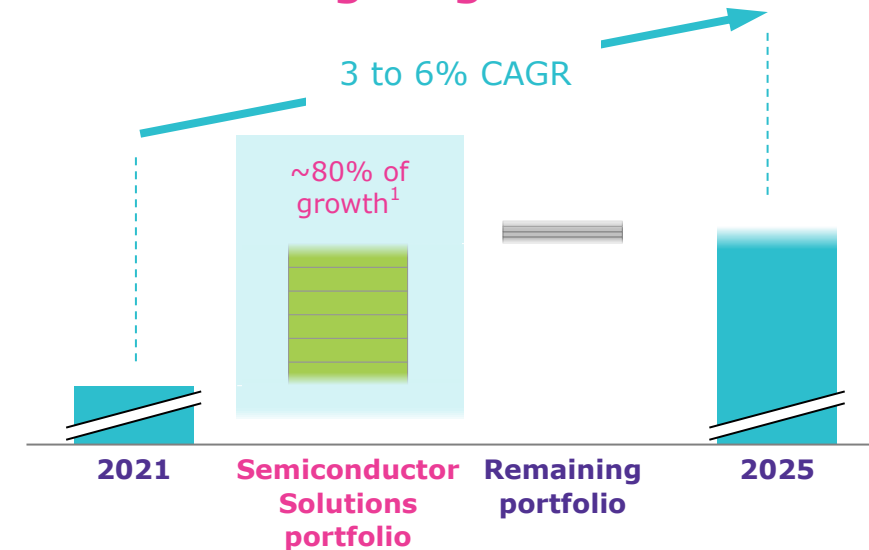 3 to 6% CAGR
~80% of
growth¹
2021
Semiconductor
Solutions
portfolio
Remaining
portfolio
2025